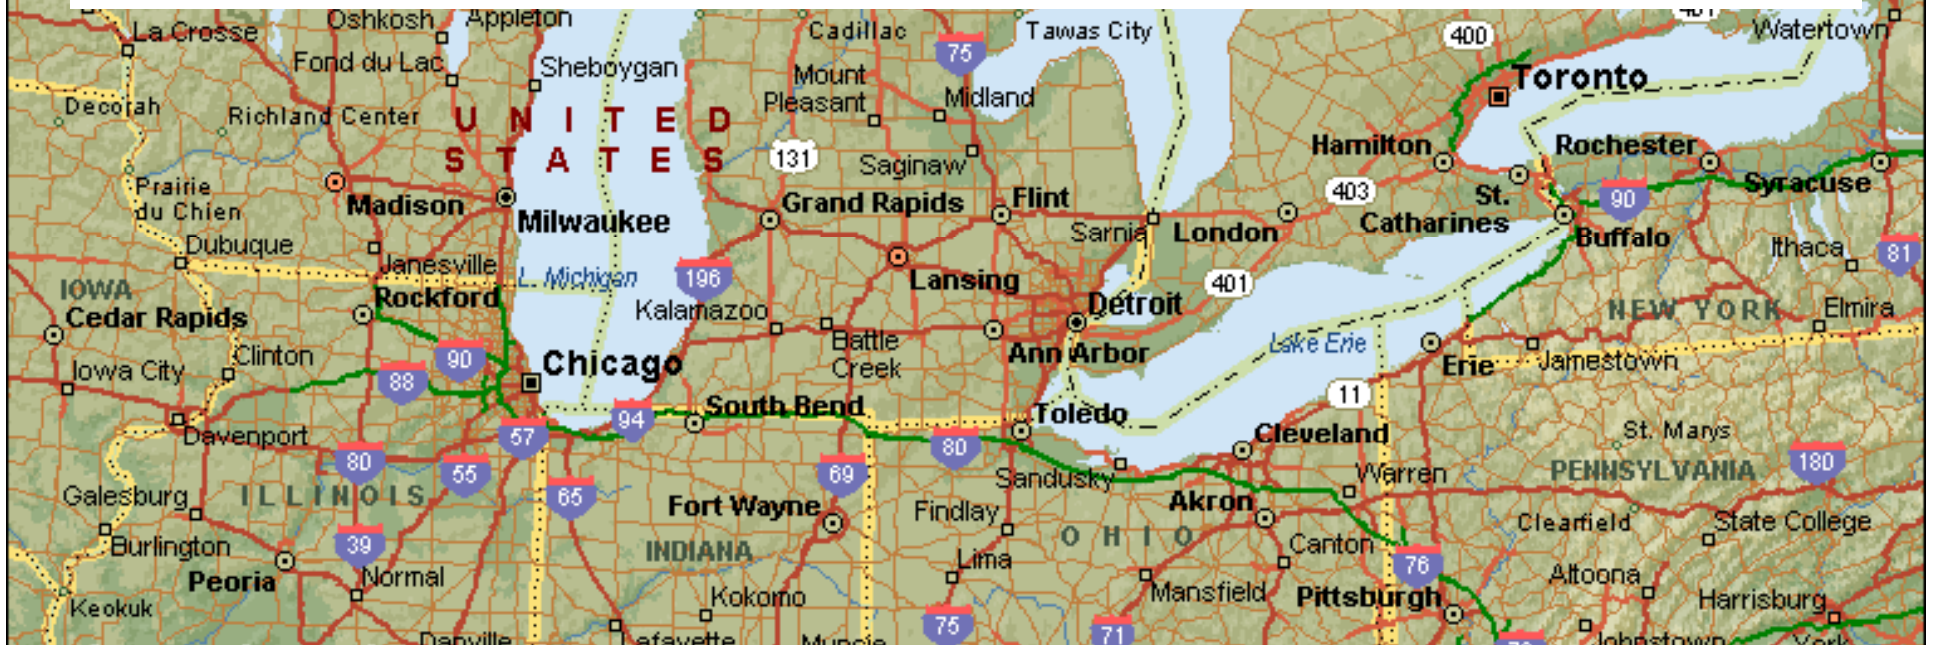 401
La Crosse
Oshkosh
Appleton
Cadillac
Tawas City
75
400
Watertown
Fond du Lac
Sheboygan
Mount
Pleasant
Midland
Toronto
Decorah
Richland Center
UNITED
STATES
131
Saginaw
Hamilton
Rochester
Prairie
du Chien
Madison
Milwaukee
Grand Rapids
Flint
403
St.
Catharines
90
Syracuse
Sarnia
London
Buffalo
Dubuque
Janesville
L. Michigan
196
Lansing
401
Ithaca
81
IOWA
Cedar Rapids
Rockford
Kalamazoo
Detroit
NEW YORK
Elmira
Clinton
90
Chicago
Battle
Creek
Ann Arbor
Lake Erie
Erie
Jamestown
Iowa City
88
94
South Bend
Toledo
11
Davenport
57
80
Cleveland
St. Marys
80
55
65
69
Sandusky
Warren
PENNSYLVANIA
180
Galesburg
ILLINOIS
Fort Wayne
Findlay
Akron
Clearfield
State College
Burlington
39
INDIANA
OHIO
Canton
Peoria
Normal
Lima
76
Altoona
Keokuk
Kokomo
Mansfield
Pittsburgh
Harrisburg
Danville
Lafayette
Muncie
75
71
Johnstown
York